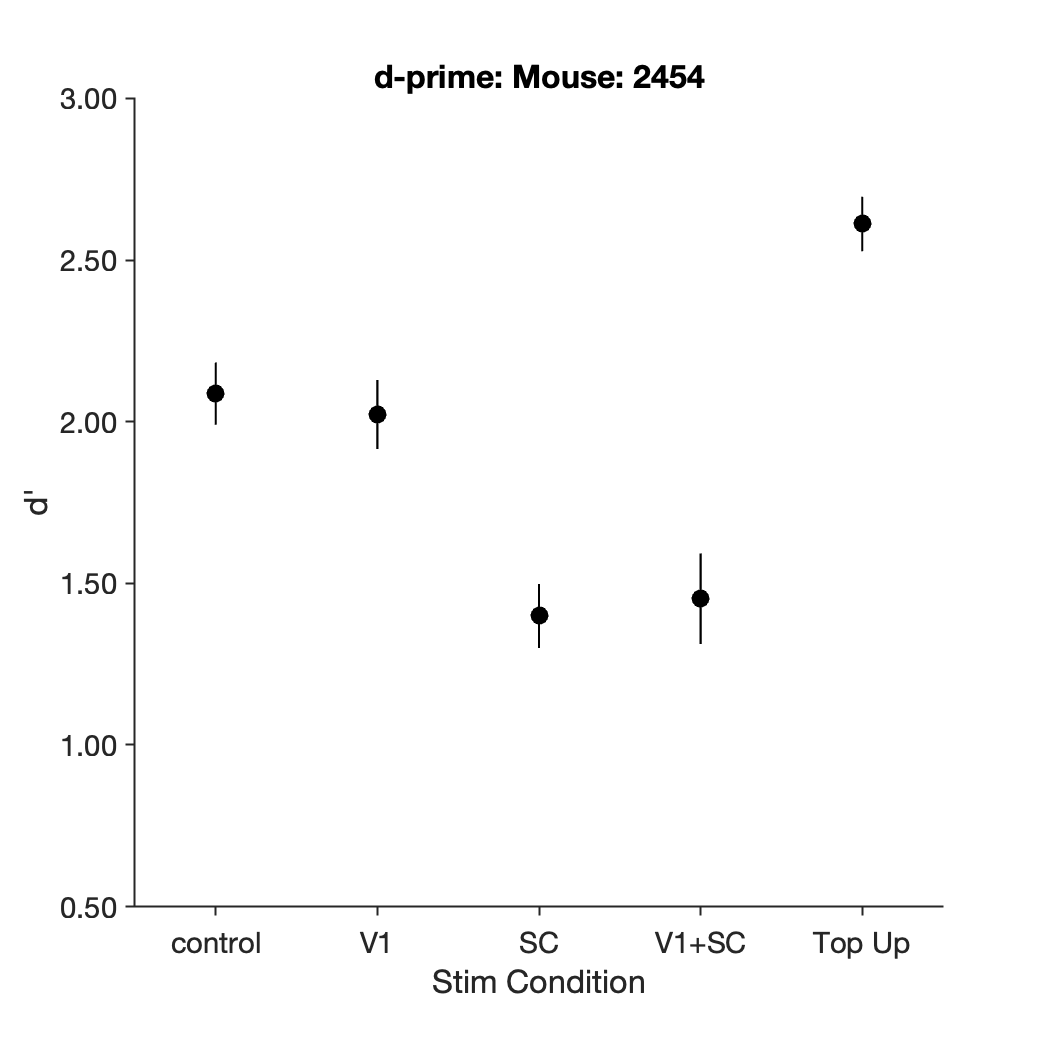 d-prime: Mouse: 2454
3.00
2.50
2.00
1.50
1.00
0.50
d'
control V1 SC V1+SC Top Up
Stim Condition